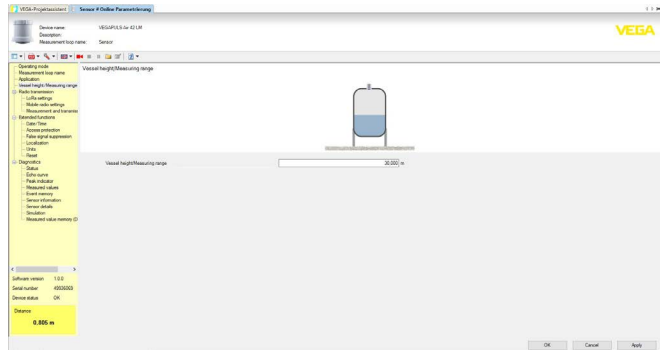 VEGA-Projektassistent
Sensor # Online Parametrierung
Device name: VEGAPULS Air 42 LM
Description:
Measurement loop name: Sensor
VEGA
Operating mode
Measurement loop name
Application
Vessel height/Measuring range
Radio transmission
LoRa settings
Mobile radio settings
Measurement and transmiss
Extended functions
Date/Time
Access protection
False signal suppression
Localization
Units
Reset
Diagnostics
Status
Echo curve
Peak indicator
Measured values
Event memory
Sensor information
Sensor details
Simulation
Measured value memory (D
Vessel height/Measuring range
Vessel height/Measuring range 30,000 m
Software version 1.0.0
Serial number
Device status OK
Distance
0,805 m
OK Cancel Apply